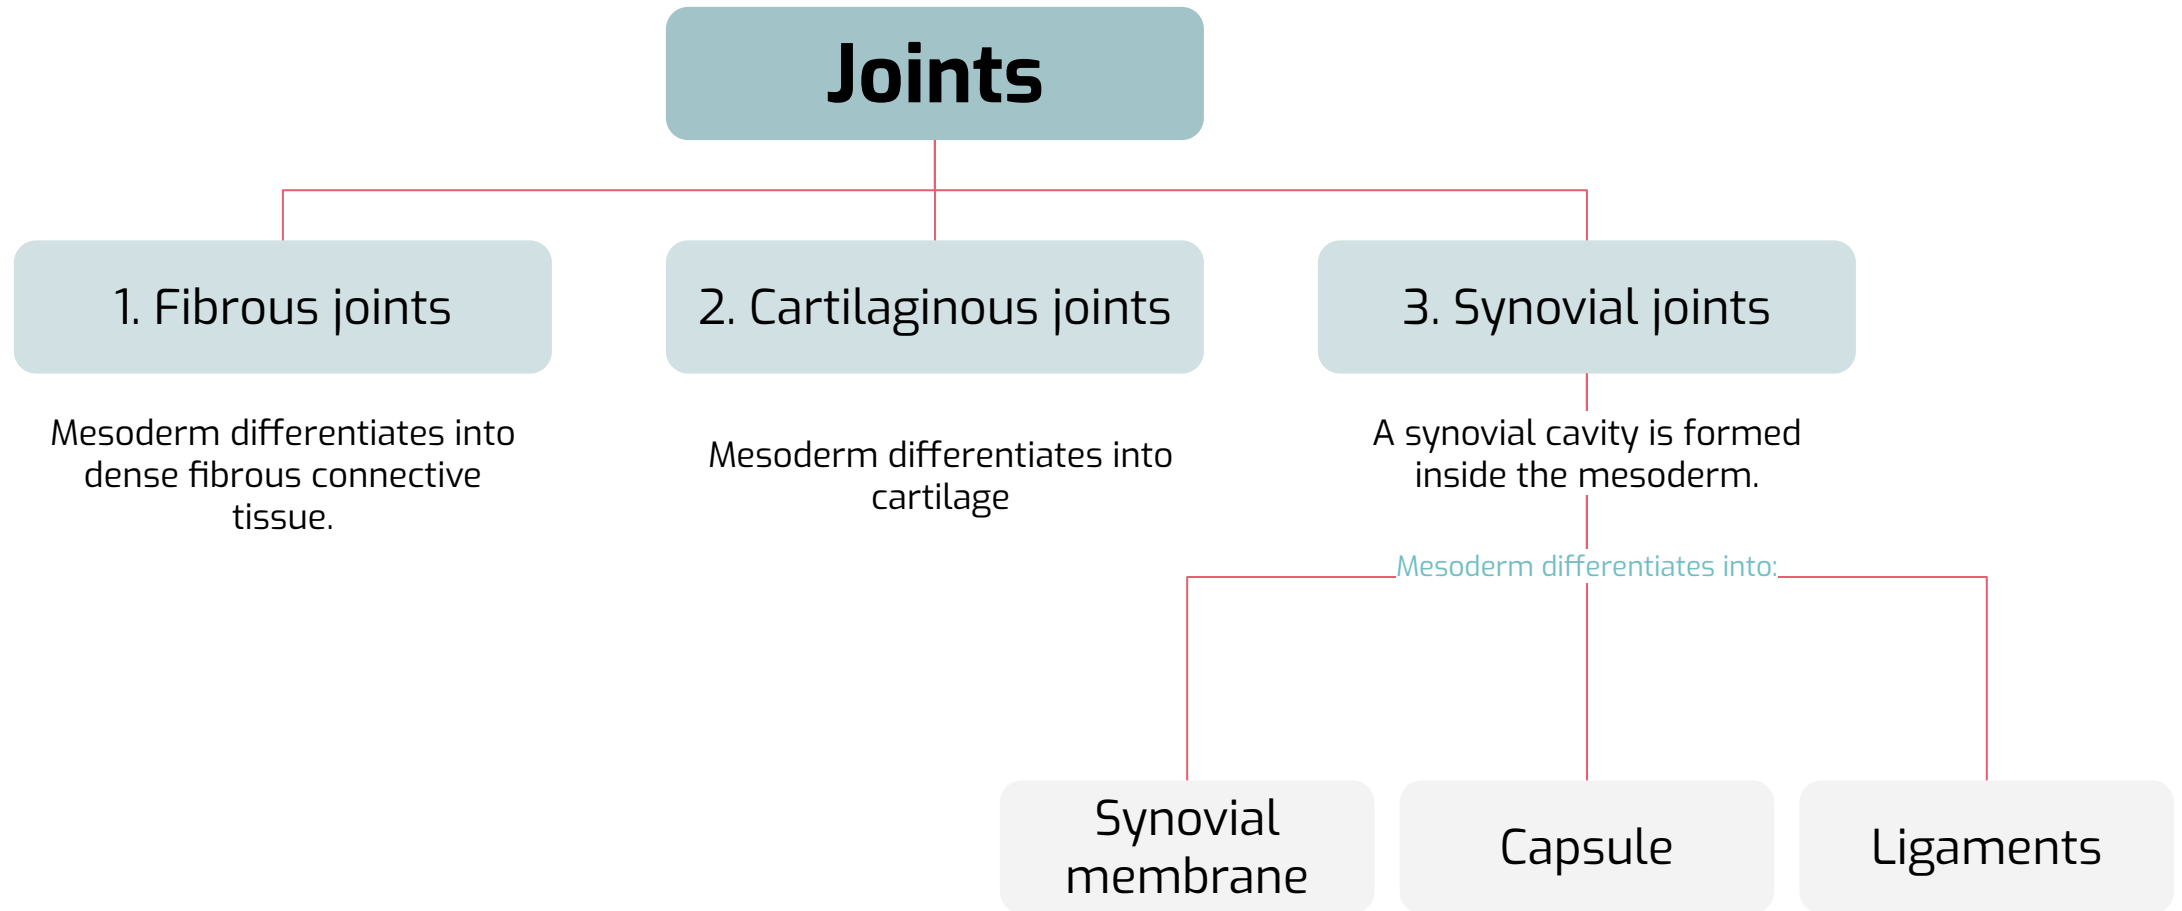 Joints
1. Fibrous joints
2. Cartilaginous joints
3. Synovial joints
Mesoderm differentiates into
dense fibrous connective
tissue.
Mesoderm differentiates into
cartilage
A synovial cavity is formed
inside the mesoderm.
Mesoderm differentiates into:
Synovial
membrane
Capsule
Ligaments